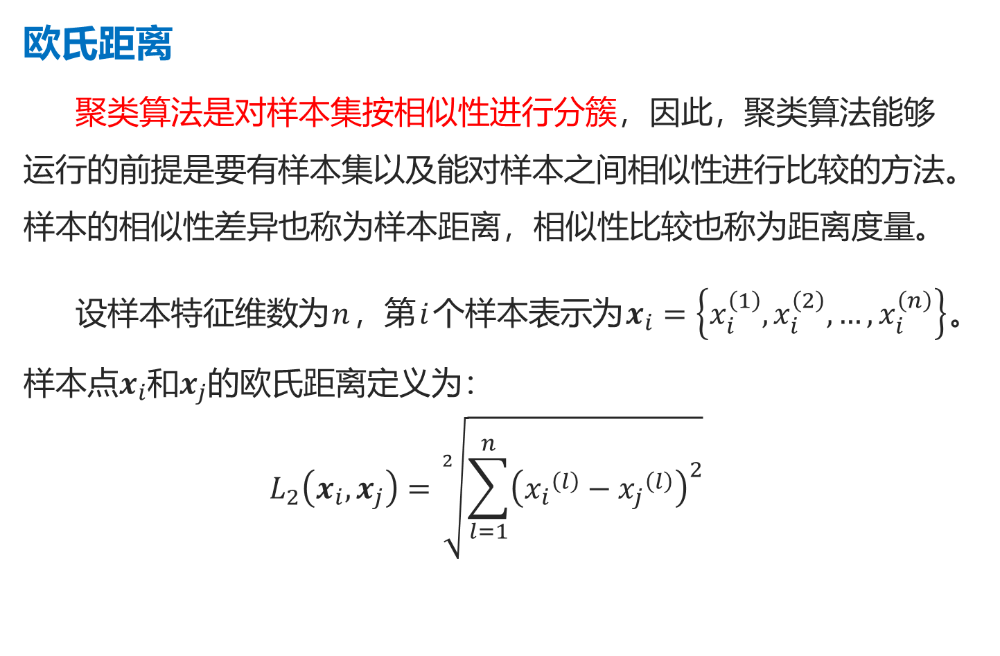 欧氏距离
聚类算法是对样本集按相似性进行分簇，因此，聚类算法能够
运行的前提是要有样本集以及能对样本之间相似性进行比较的方法。
样本的相似性差异也称为样本距离，相似性比较也称为距离度量。
设样本特征维数为$n$，第$i$个样本表示为$\boldsymbol{x}_i = \left\{x_i^{(1)}, x_i^{(2)}, \ldots, x_i^{(n)}\right\}$。
样本点$\boldsymbol{x}_i$和$\boldsymbol{x}_j$的欧氏距离定义为：
$L_2(\boldsymbol{x}_i, \boldsymbol{x}_j) = \sqrt[2]{\sum_{l=1}^{n} \left(x_i^{(l)} - x_j^{(l)}\right)^2}$